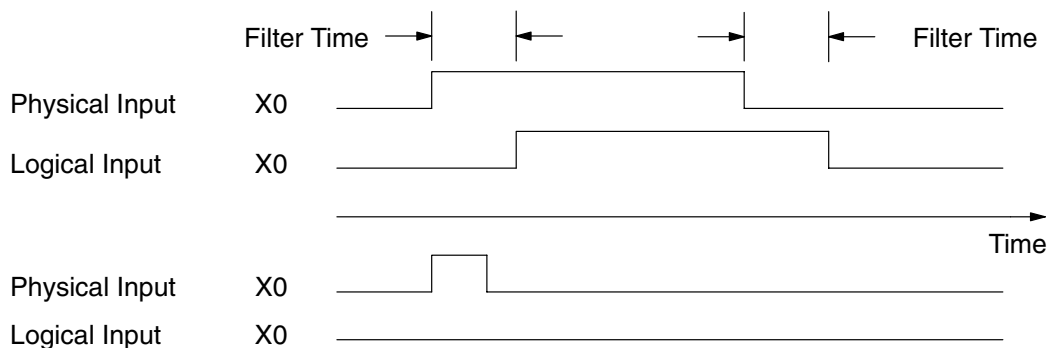 Filter Time Filter Time
Physical Input X0
Logical Input X0
Time
Physical Input X0
Logical Input X0